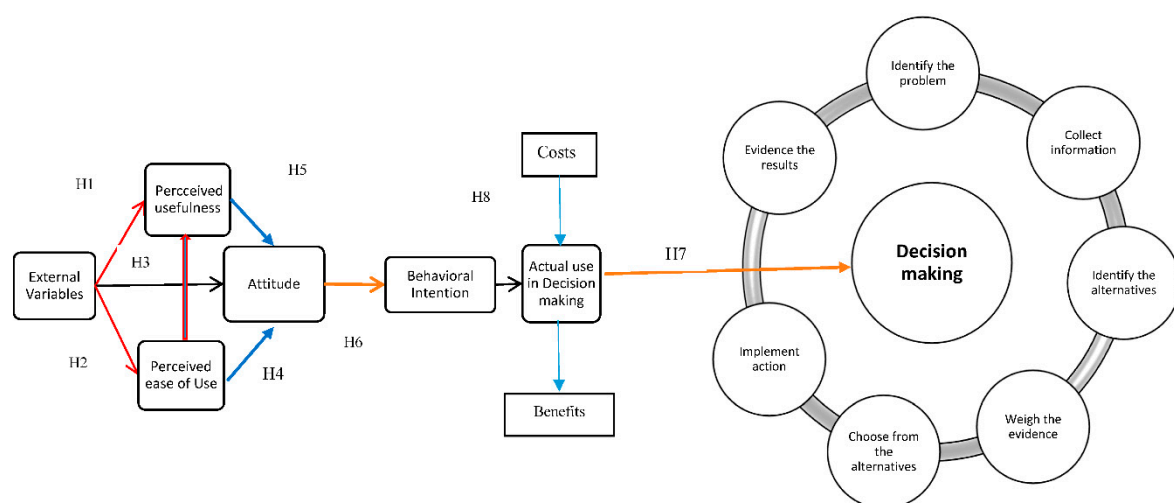 H1
H5
Percceived
usefulness
H3
External
Variables
Attitude
H2
Perceived
ease of Use
H4
H6
Behavioral
Intention
Costs
H8
Actual use
in Decision
making
Benefits
H7
Decision
making
Identify the
problem
Collect
information
Identify the
alternatives
Weigh the
evidence
Choose from
the
alternatives
Implement
action
Evidence the
results